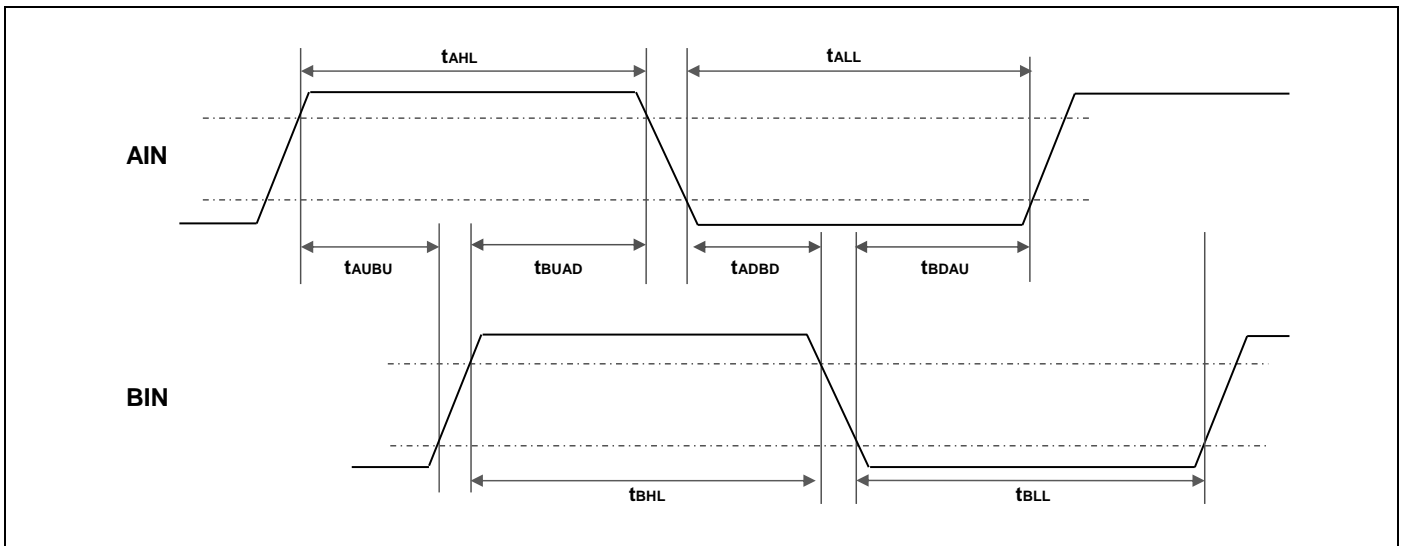 tAHL
tALL
AIN
tAUBU
tBUAD
tADBD
tBDAU
BIN
tBHL
tBLL